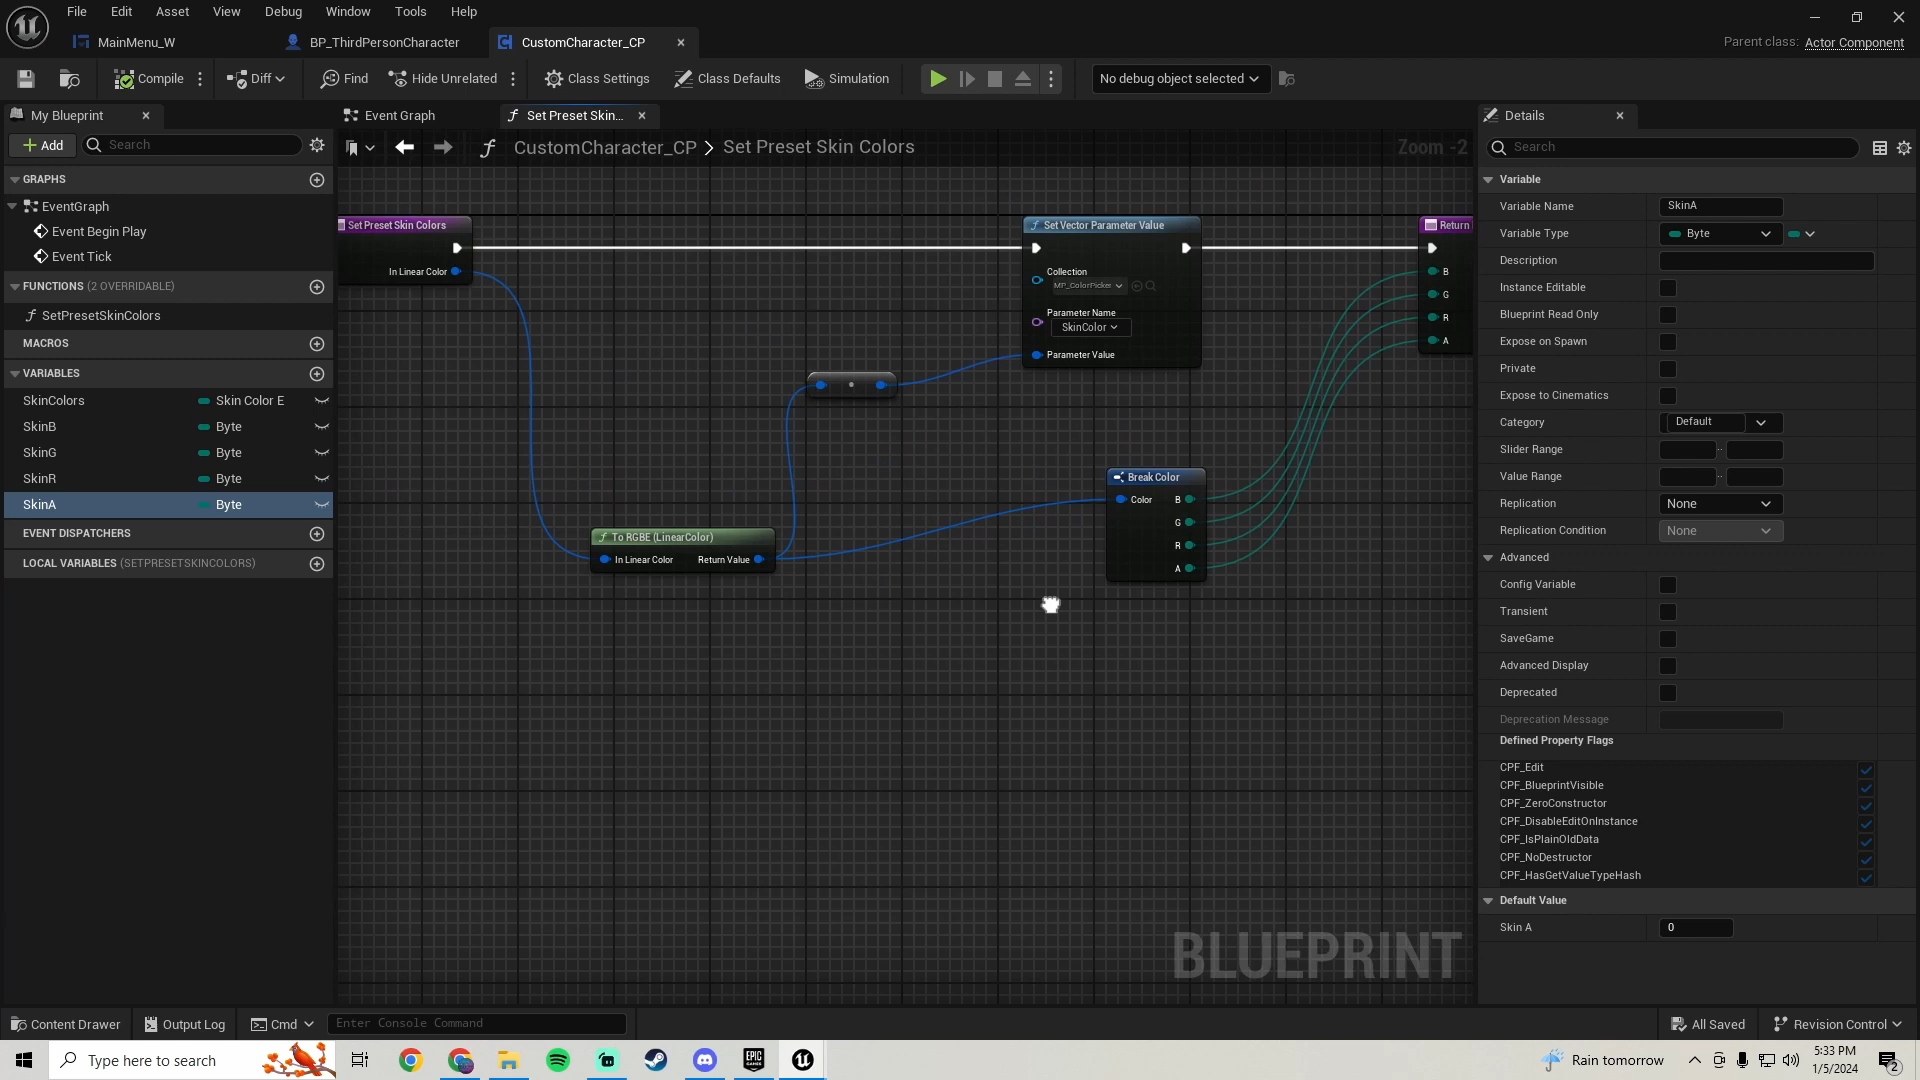 File Edit Asset View Debug Window Tools Help
MainMenu_W BP_ThirdPersonCharacter CustomCharacter_CP
Parent class: Actor Component
Compile Diff Find Hide Unrelated Class Settings Class Defaults Simulation No debug object selected
My Blueprint
Event Graph
Set Preset Skin...
Details
Add
Search
CustomCharacter_CP > Set Preset Skin Colors
Zoom -2
Search
GRAPHS
EventGraph
Event Begin Play
Event Tick
FUNCTIONS (2 OVERRIDABLE)
SetPresetSkinColors
MACROS
VARIABLES
SkinColors Skin Color E
SkinB Byte
SkinG Byte
SkinR Byte
SkinA Byte
EVENT DISPATCHERS
LOCAL VARIABLES (SETPRESETSKINCOLORS)
Set Preset Skin Colors
In Linear Color
Set Vector Parameter Value
Collection
MP_ColorPicker
Parameter Name
SkinColor
Parameter Value
Return
B
G
R
A
To RGBE (LinearColor)
In Linear Color Return Value
Break Color
Color B
G
R
A
BLUEPRINT
Variable
Variable Name SkinA
Variable Type Byte
Description
Instance Editable
Blueprint Read Only
Expose on Spawn
Private
Expose to Cinematics
Category Default
Slider Range
Value Range
Replication None
Replication Condition None
Advanced
Config Variable
Transient
SaveGame
Advanced Display
Deprecated
Deprecation Message
Defined Property Flags
CPF_Edit
CPF_BlueprintVisible
CPF_ZeroConstructor
CPF_DisableEditOnInstance
CPF_IsPlainOldData
CPF_NoDestructor
CPF_HasGetValueTypeHash
Default Value
Skin A 0
Content Drawer Output Log Cmd Enter Console Command All Saved Revision Control
Type here to search
EPIC GAMES
Rain tomorrow
5:33 PM
1/5/2024
2